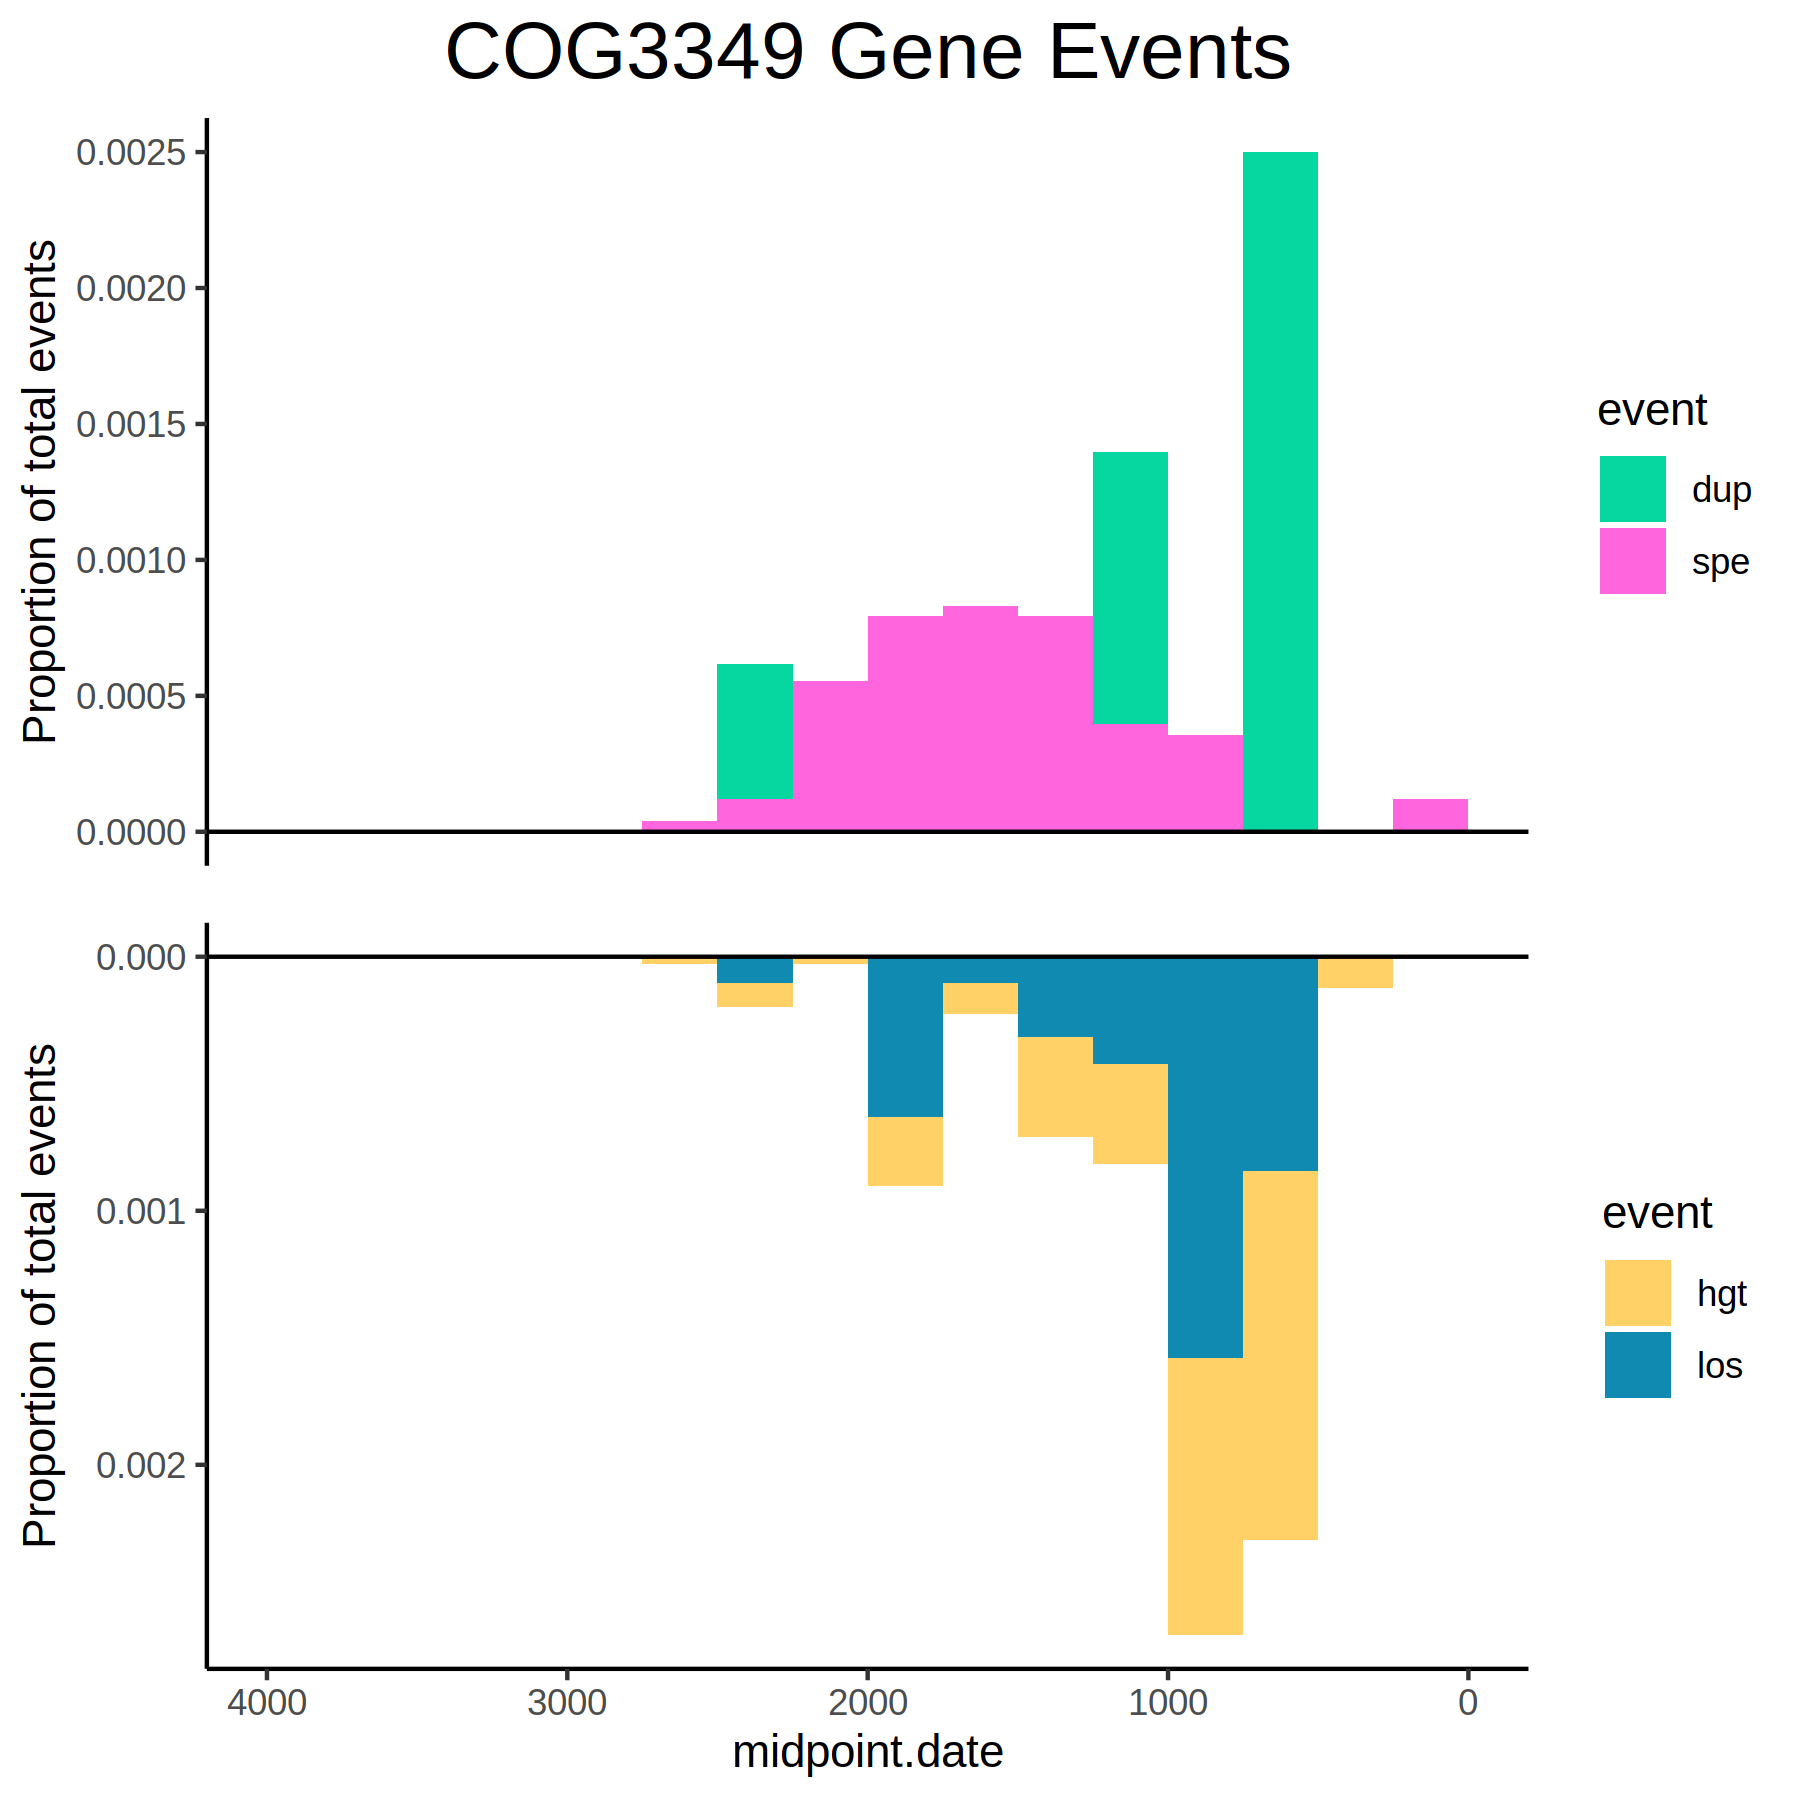 COG3349 Gene Events
Proportion of total events
0.0025
0.0020
0.0015
0.0010
0.0005
0.0000
event
dup
spe
Proportion of total events
0.000
0.001
0.002
event
hgt
los
4000 3000 2000 1000 0
midpoint.date